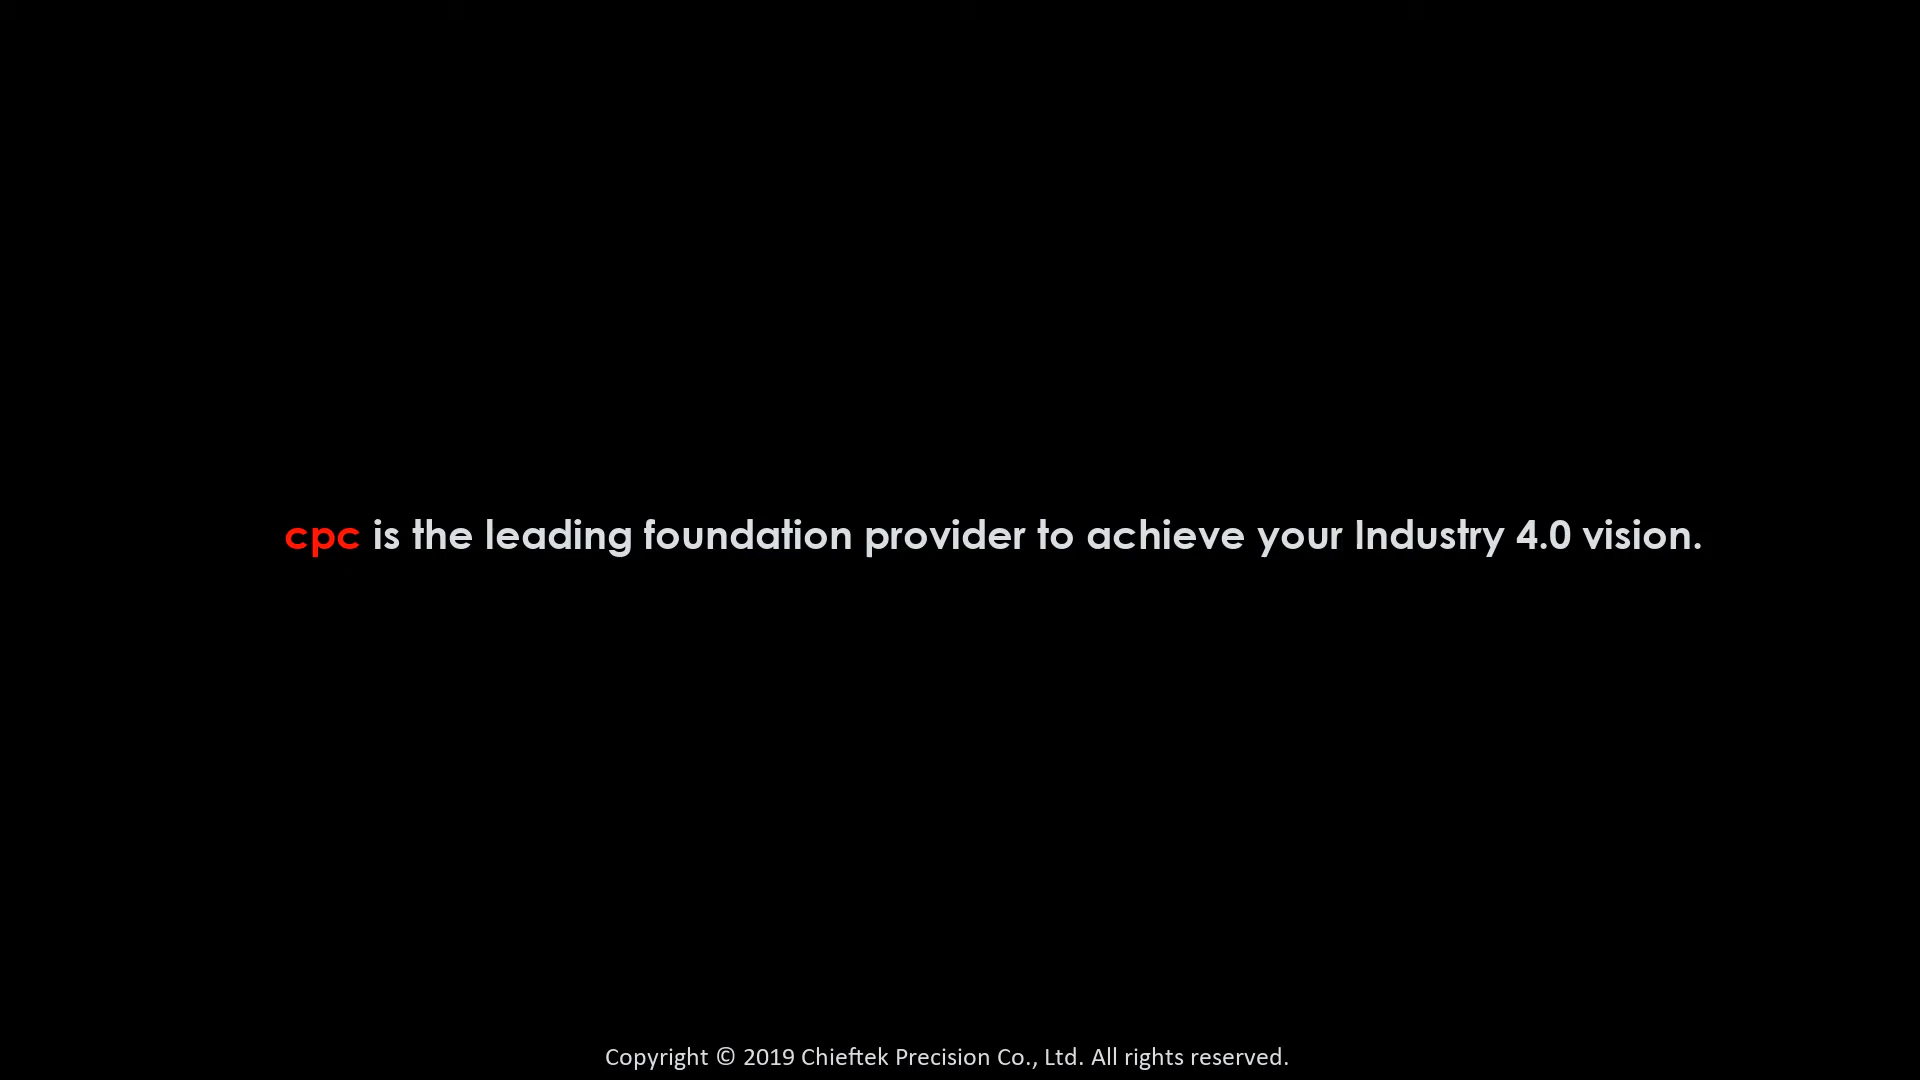 cpc is the leading foundation provider to achieve your Industry 4.0 vision.
Copyright © 2019 Chieftek Precision Co., Ltd. All rights reserved.